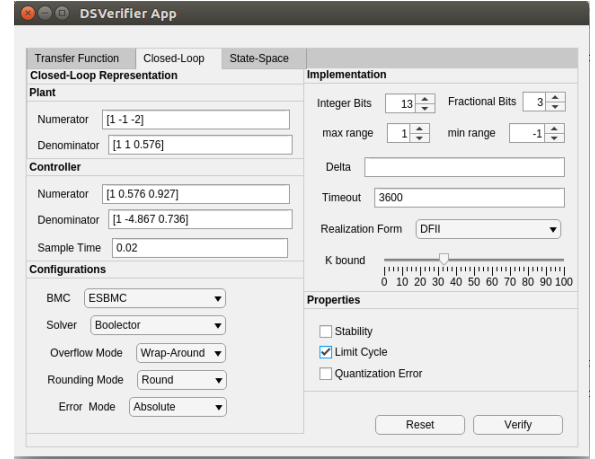 DSVerifier App
Transfer Function Closed-Loop State-Space
Closed-Loop Representation
Plant
Numerator [1 -1 -2]
Denominator [1 1 0.576]
Controller
Numerator [1 0.576 0.927]
Denominator [1 -4.867 0.736]
Sample Time 0.02
Configurations
BMC ESBMC
Solver Boolector
Overflow Mode Wrap-Around
Rounding Mode Round
Error Mode Absolute
Implementation
Integer Bits 13 Fractional Bits 3
max range 1 min range -1
Delta
Timeout 3600
Realization Form DFII
K bound
0 10 20 30 40 50 60 70 80 90 100
Properties
Stability
Limit Cycle
Quantization Error
Reset Verify